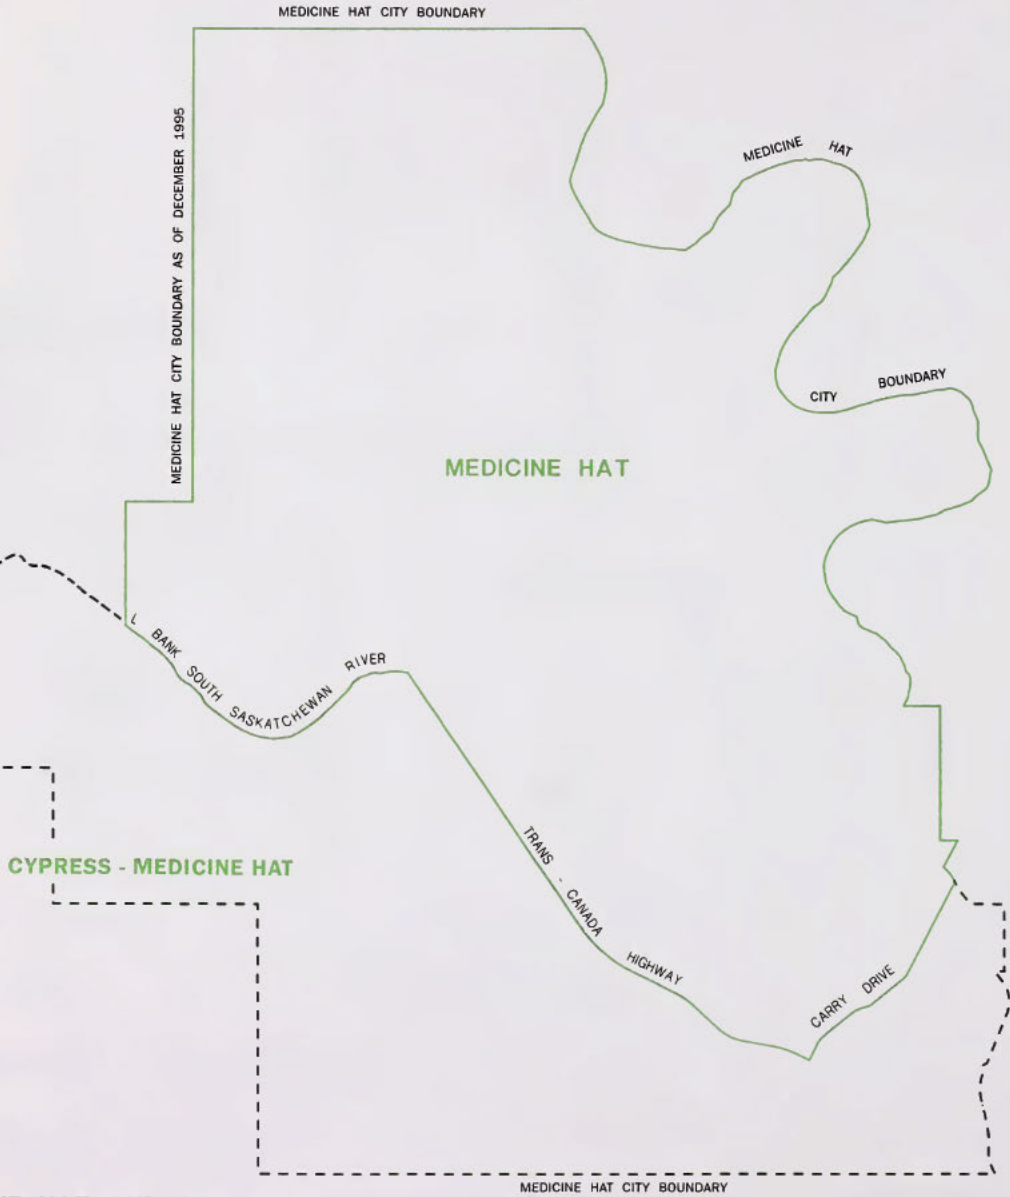 MEDICINE HAT CITY BOUNDARY
MEDICINE HAT CITY BOUNDARY AS OF DECEMBER 1995
MEDICINE HAT
CITY BOUNDARY
MEDICINE HAT
L BANK SOUTH SASKATCHEWAN RIVER
CYPRESS - MEDICINE HAT
TRANS - CANADA HIGHWAY
CARRY DRIVE
MEDICINE HAT CITY BOUNDARY